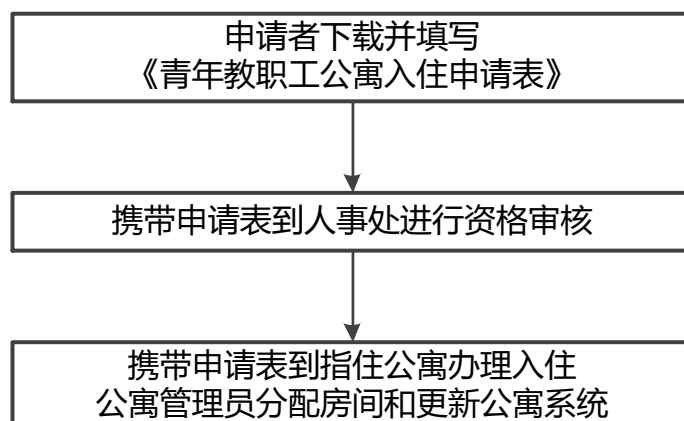 申请者下载并填写
《青年教职工公寓入住申请表》
携带申请表到人事处进行资格审核
携带申请表到指住公寓办理入住
公寓管理员分配房间和更新公寓系统